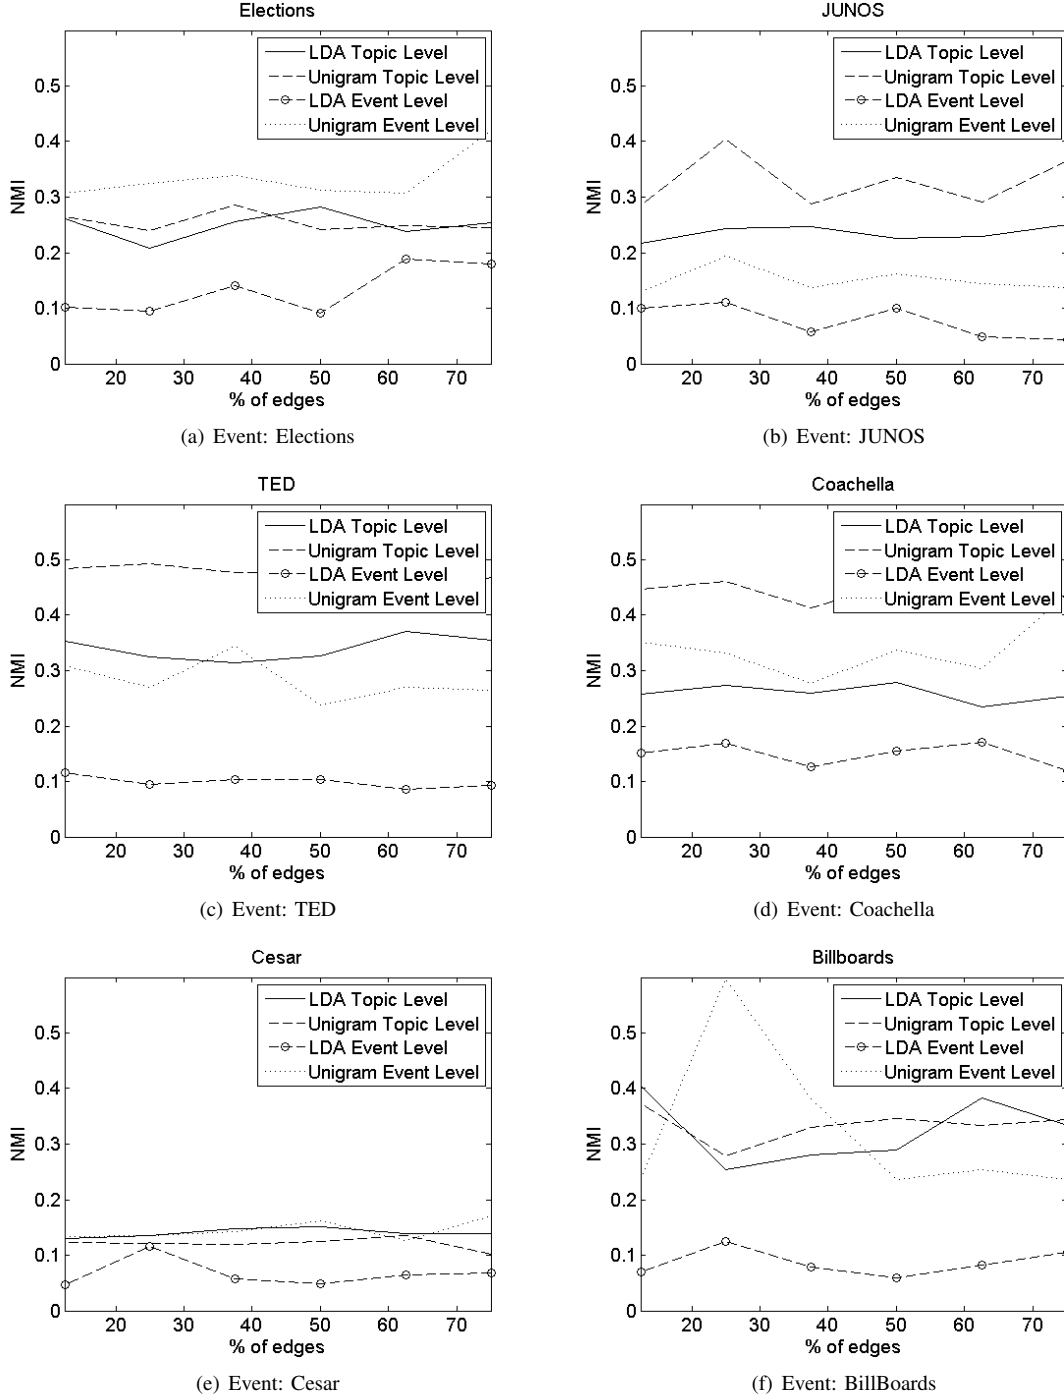 Elections
LDA Topic Level
Unigram Topic Level
LDA Event Level
Unigram Event Level
0.5
0.4
0.3
0.2
0.1
0
NMI
20 30 40 50 60 70
% of edges
(a) Event: Elections
JUNOS
LDA Topic Level
Unigram Topic Level
LDA Event Level
Unigram Event Level
0.5
0.4
0.3
0.2
0.1
0
NMI
20 30 40 50 60 70
% of edges
(b) Event: JUNOS
TED
LDA Topic Level
Unigram Topic Level
LDA Event Level
Unigram Event Level
0.5
0.4
0.3
0.2
0.1
0
NMI
20 30 40 50 60 70
% of edges
(c) Event: TED
Coachella
LDA Topic Level
Unigram Topic Level
LDA Event Level
Unigram Event Level
0.5
0.4
0.3
0.2
0.1
0
NMI
20 30 40 50 60 70
% of edges
(d) Event: Coachella
Cesar
LDA Topic Level
Unigram Topic Level
LDA Event Level
Unigram Event Level
0.5
0.4
0.3
0.2
0.1
0
NMI
20 30 40 50 60 70
% of edges
(e) Event: Cesar
Billboards
LDA Topic Level
Unigram Topic Level
LDA Event Level
Unigram Event Level
0.5
0.4
0.3
0.2
0.1
0
NMI
20 30 40 50 60 70
% of edges
(f) Event: BillBoards